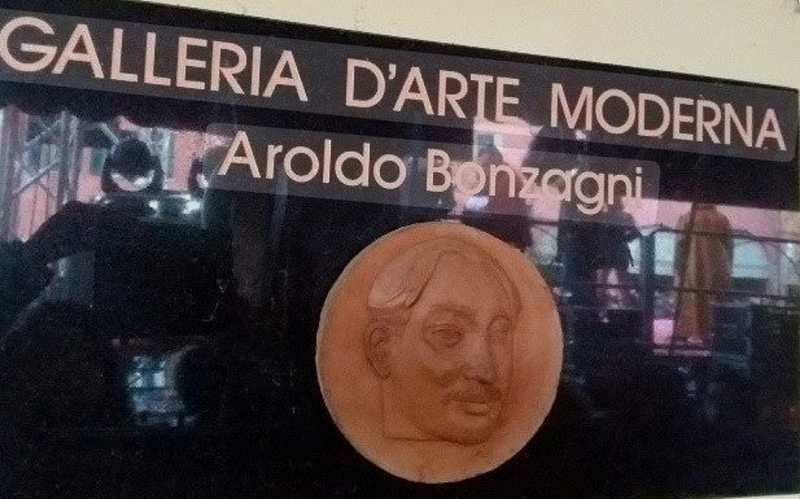 GALLERIA D'ARTE MODERNA
Aroldo Bonzagni